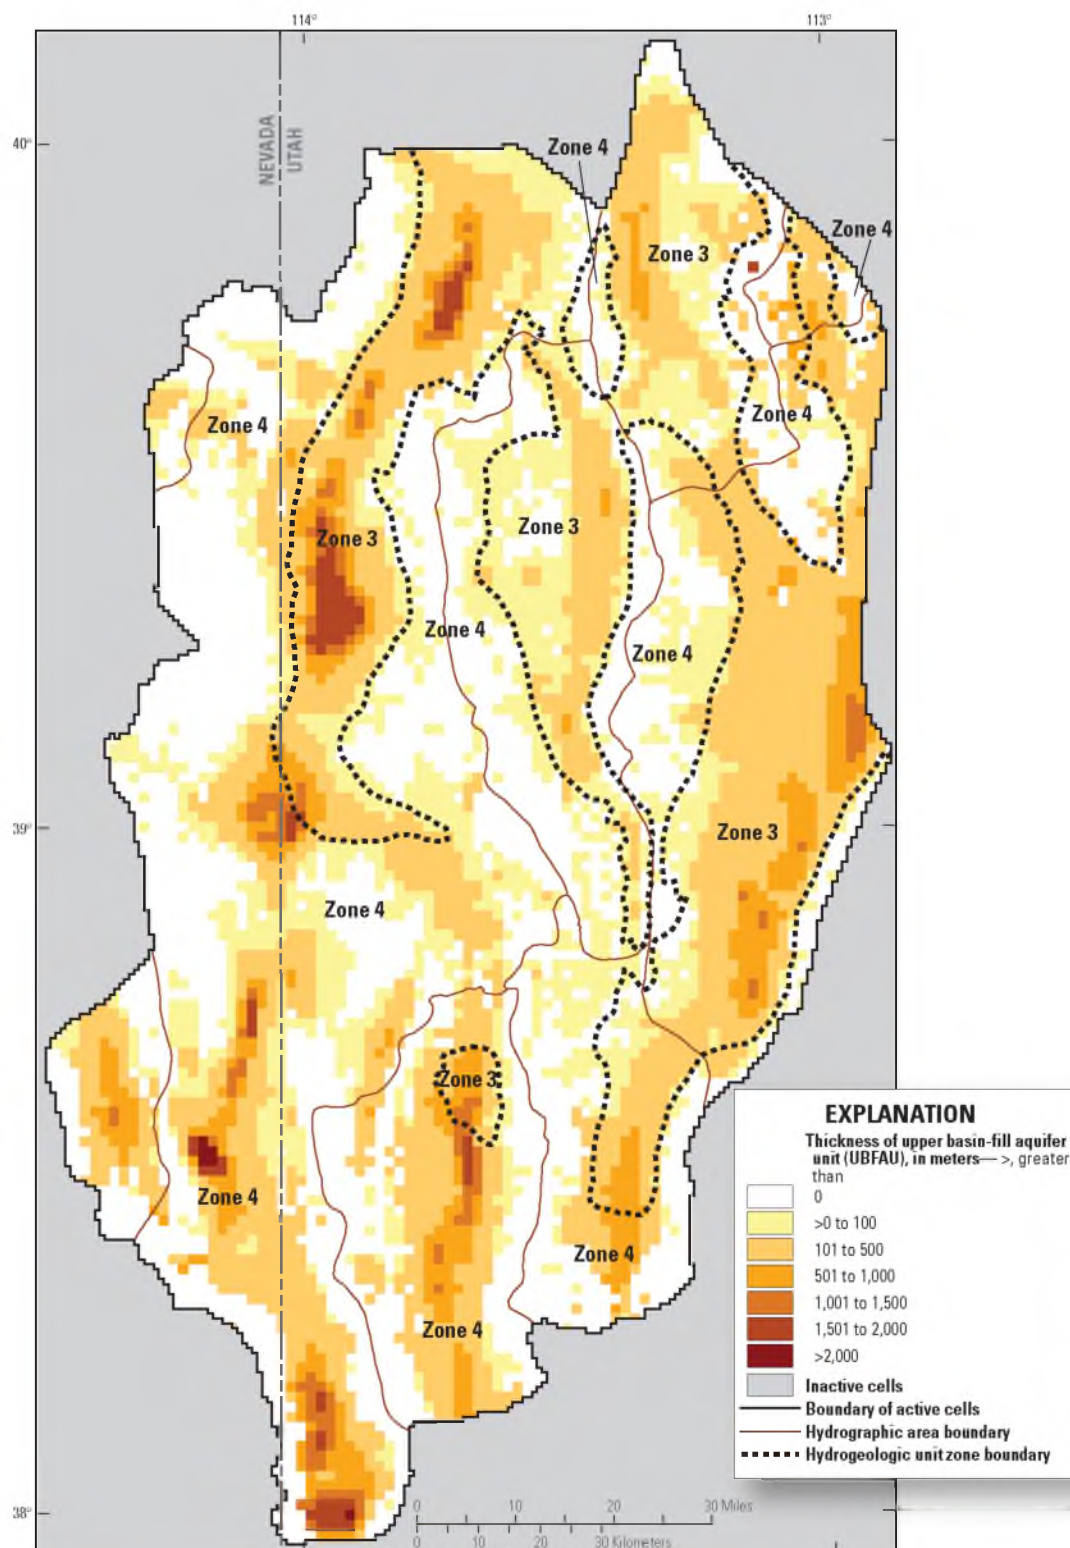 114°
113°
40°
NEVADA
UTAH
Zone 4
Zone 4
Zone 3
Zone 4
Zone 4
Zone 3
Zone 3
Zone 4
Zone 4
39°
Zone 3
Zone 4
Zone 3
Zone 4
Zone 4
Zone 4
EXPLANATION
Thickness of upper basin-fill aquifer
unit (UBFAU), in meters— >, greater
than
0
>0 to 100
101 to 500
501 to 1,000
1,001 to 1,500
1,501 to 2,000
>2,000
Inactive cells
Boundary of active cells
Hydrographic area boundary
Hydrogeologic unit zone boundary
38°
0 10 20 30 Miles
0 10 20 30 Kilometers